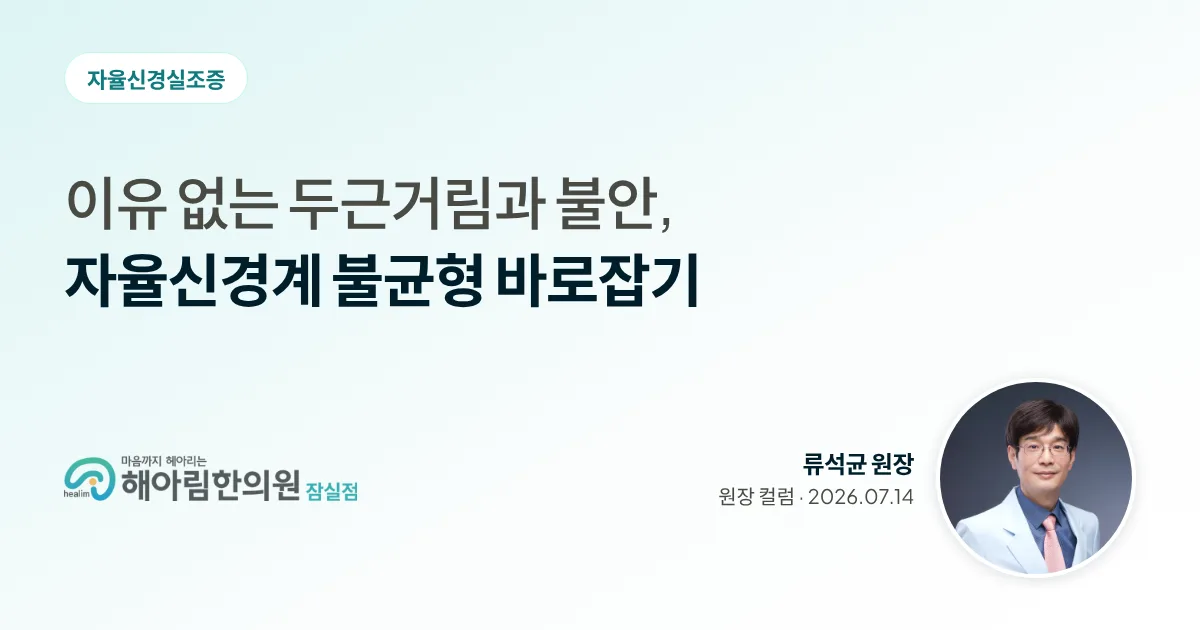 자율신경실조증
이유 없는 두근거림과 불안,
자율신경계 불균형 바로잡기
마음까지 헤아리는
healim
해아림한의원 잠실점
류석균 원장
원장 컬럼 · 2026.07.14